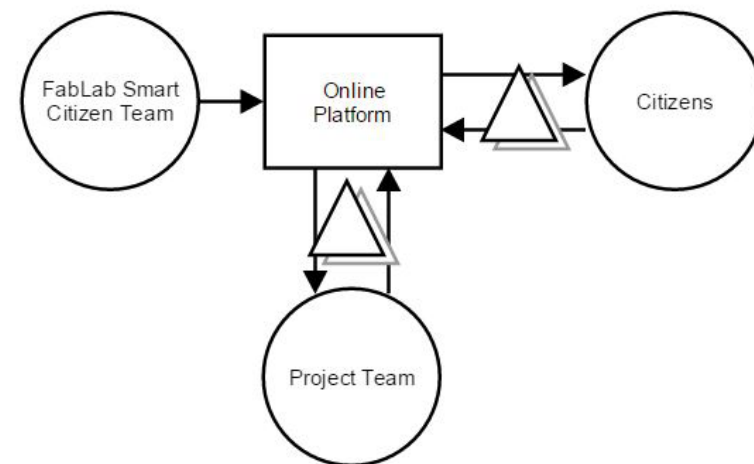 FabLab Smart
Citizen Team
Online
Platform
Citizens
Project Team